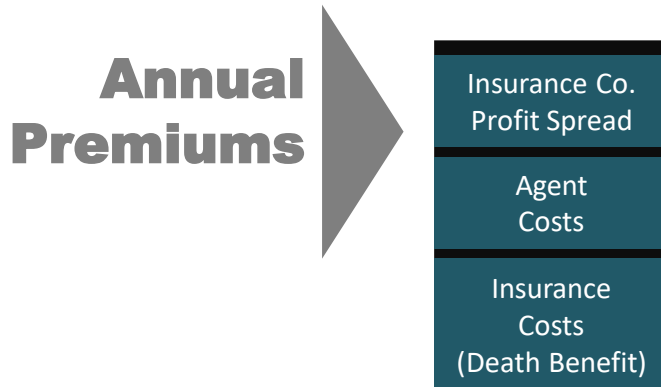 Annual
Premiums
Insurance Co.
Profit Spread
Agent
Costs
Insurance
Costs
(Death Benefit)